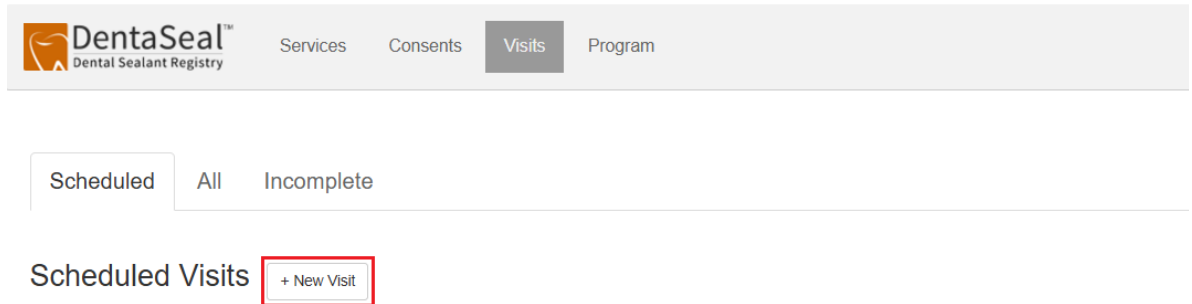 DentaSeal™
Dental Sealant Registry
Services Consents Visits Program
Scheduled All Incomplete
Scheduled Visits + New Visit